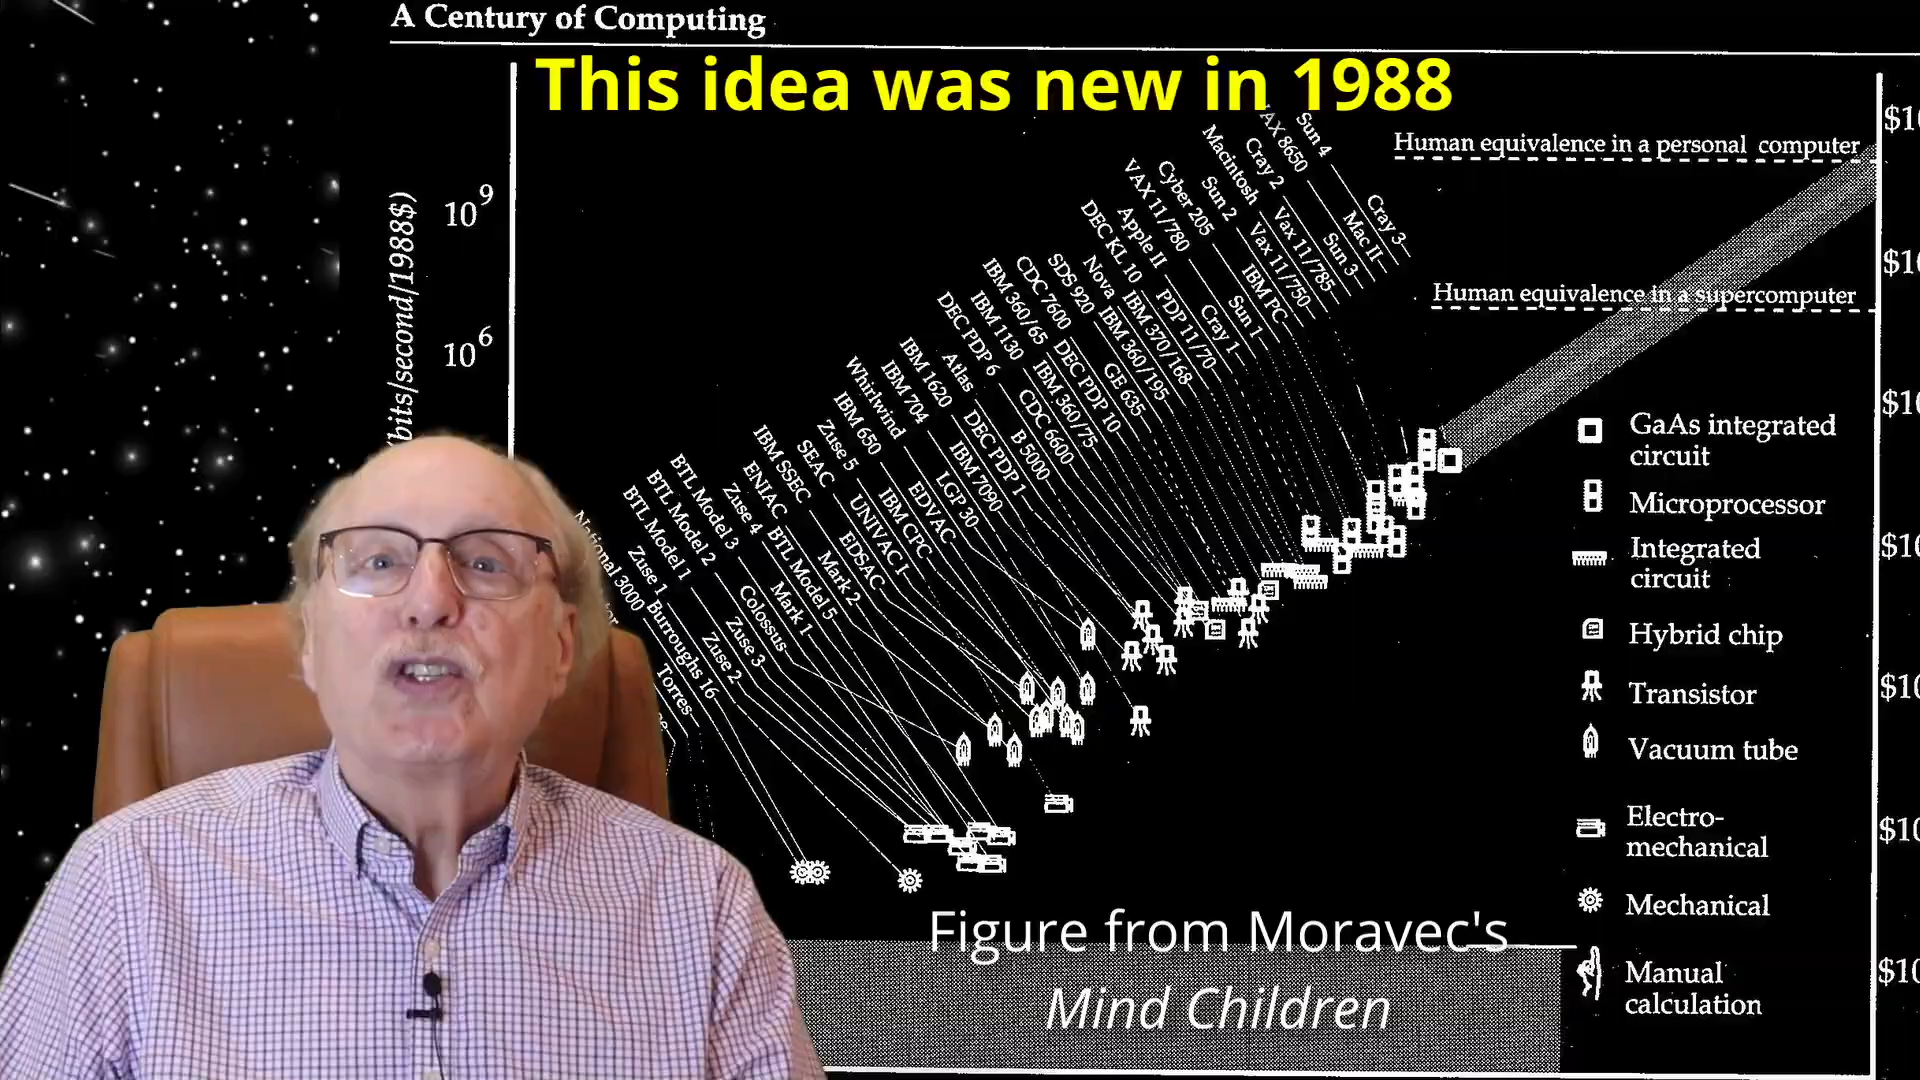 A Century of Computing
This idea was new in 1988
Human equivalence in a personal computer
Human equivalence in a supercomputer
(bits/second/1988$)
10⁹
10⁶
National 3000
BTL Model 1
BTL Model 2
BTL Model 3
Zuse 1
Burroughs 16
Torres
Zuse 2
Zuse 3
Colossus
Mark 1
Zuse 4
BTL Model 5
ENIAC
Mark 2
IBM SSEC
EDSAC
SEAC
UNIVAC 1
Zuse 5
IBM CPC
IBM 650
EDVAC
Whirlwind
LGP 30
IBM 704
IBM 7090
IBM 1620
DEC PDP 1
Atlas
B 5000
DEC PDP 6
CDC 6600
IBM 1130
IBM 360/75
IBM 360/65
DEC PDP 10
CDC 7600
GE 635
SDS 920
IBM 360/195
Nova
IBM 370/168
DEC KL 10
PDP 11/70
Apple II
Cray 1
VAX 11/780
Sun 1
Cyber 205
IBM PC
Sun 2
Vax 11/750
Macintosh
Vax 11/785
Cray 2
Sun 3
VAX 8650
Mac II
Sun 4
Cray 3
GaAs integrated
circuit
Microprocessor
Integrated
circuit
Hybrid chip
Transistor
Vacuum tube
Electro-
mechanical
Mechanical
Manual
calculation
Figure from Moravec's
Mind Children